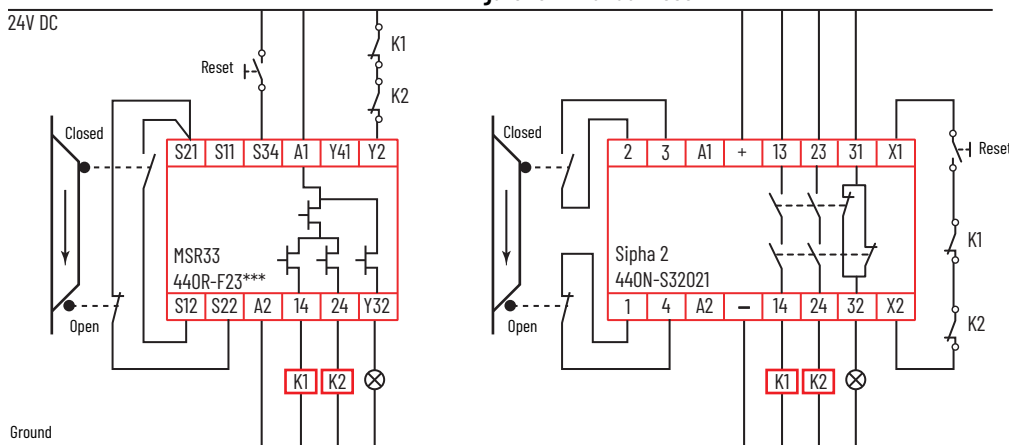 24V DC
Reset
K1
K2
Closed
S21 S11 S34 A1 Y41 Y2
MSR33
440R-F23***
S12 S22 A2 14 24 Y32
Open
K1 K2
Ground
Closed
2 3 A1 + 13 23 31 X1
Reset
Sipha 2
440N-S32021
K1
1 4 A2 – 14 24 32 X2
Open
K2
K1 K2